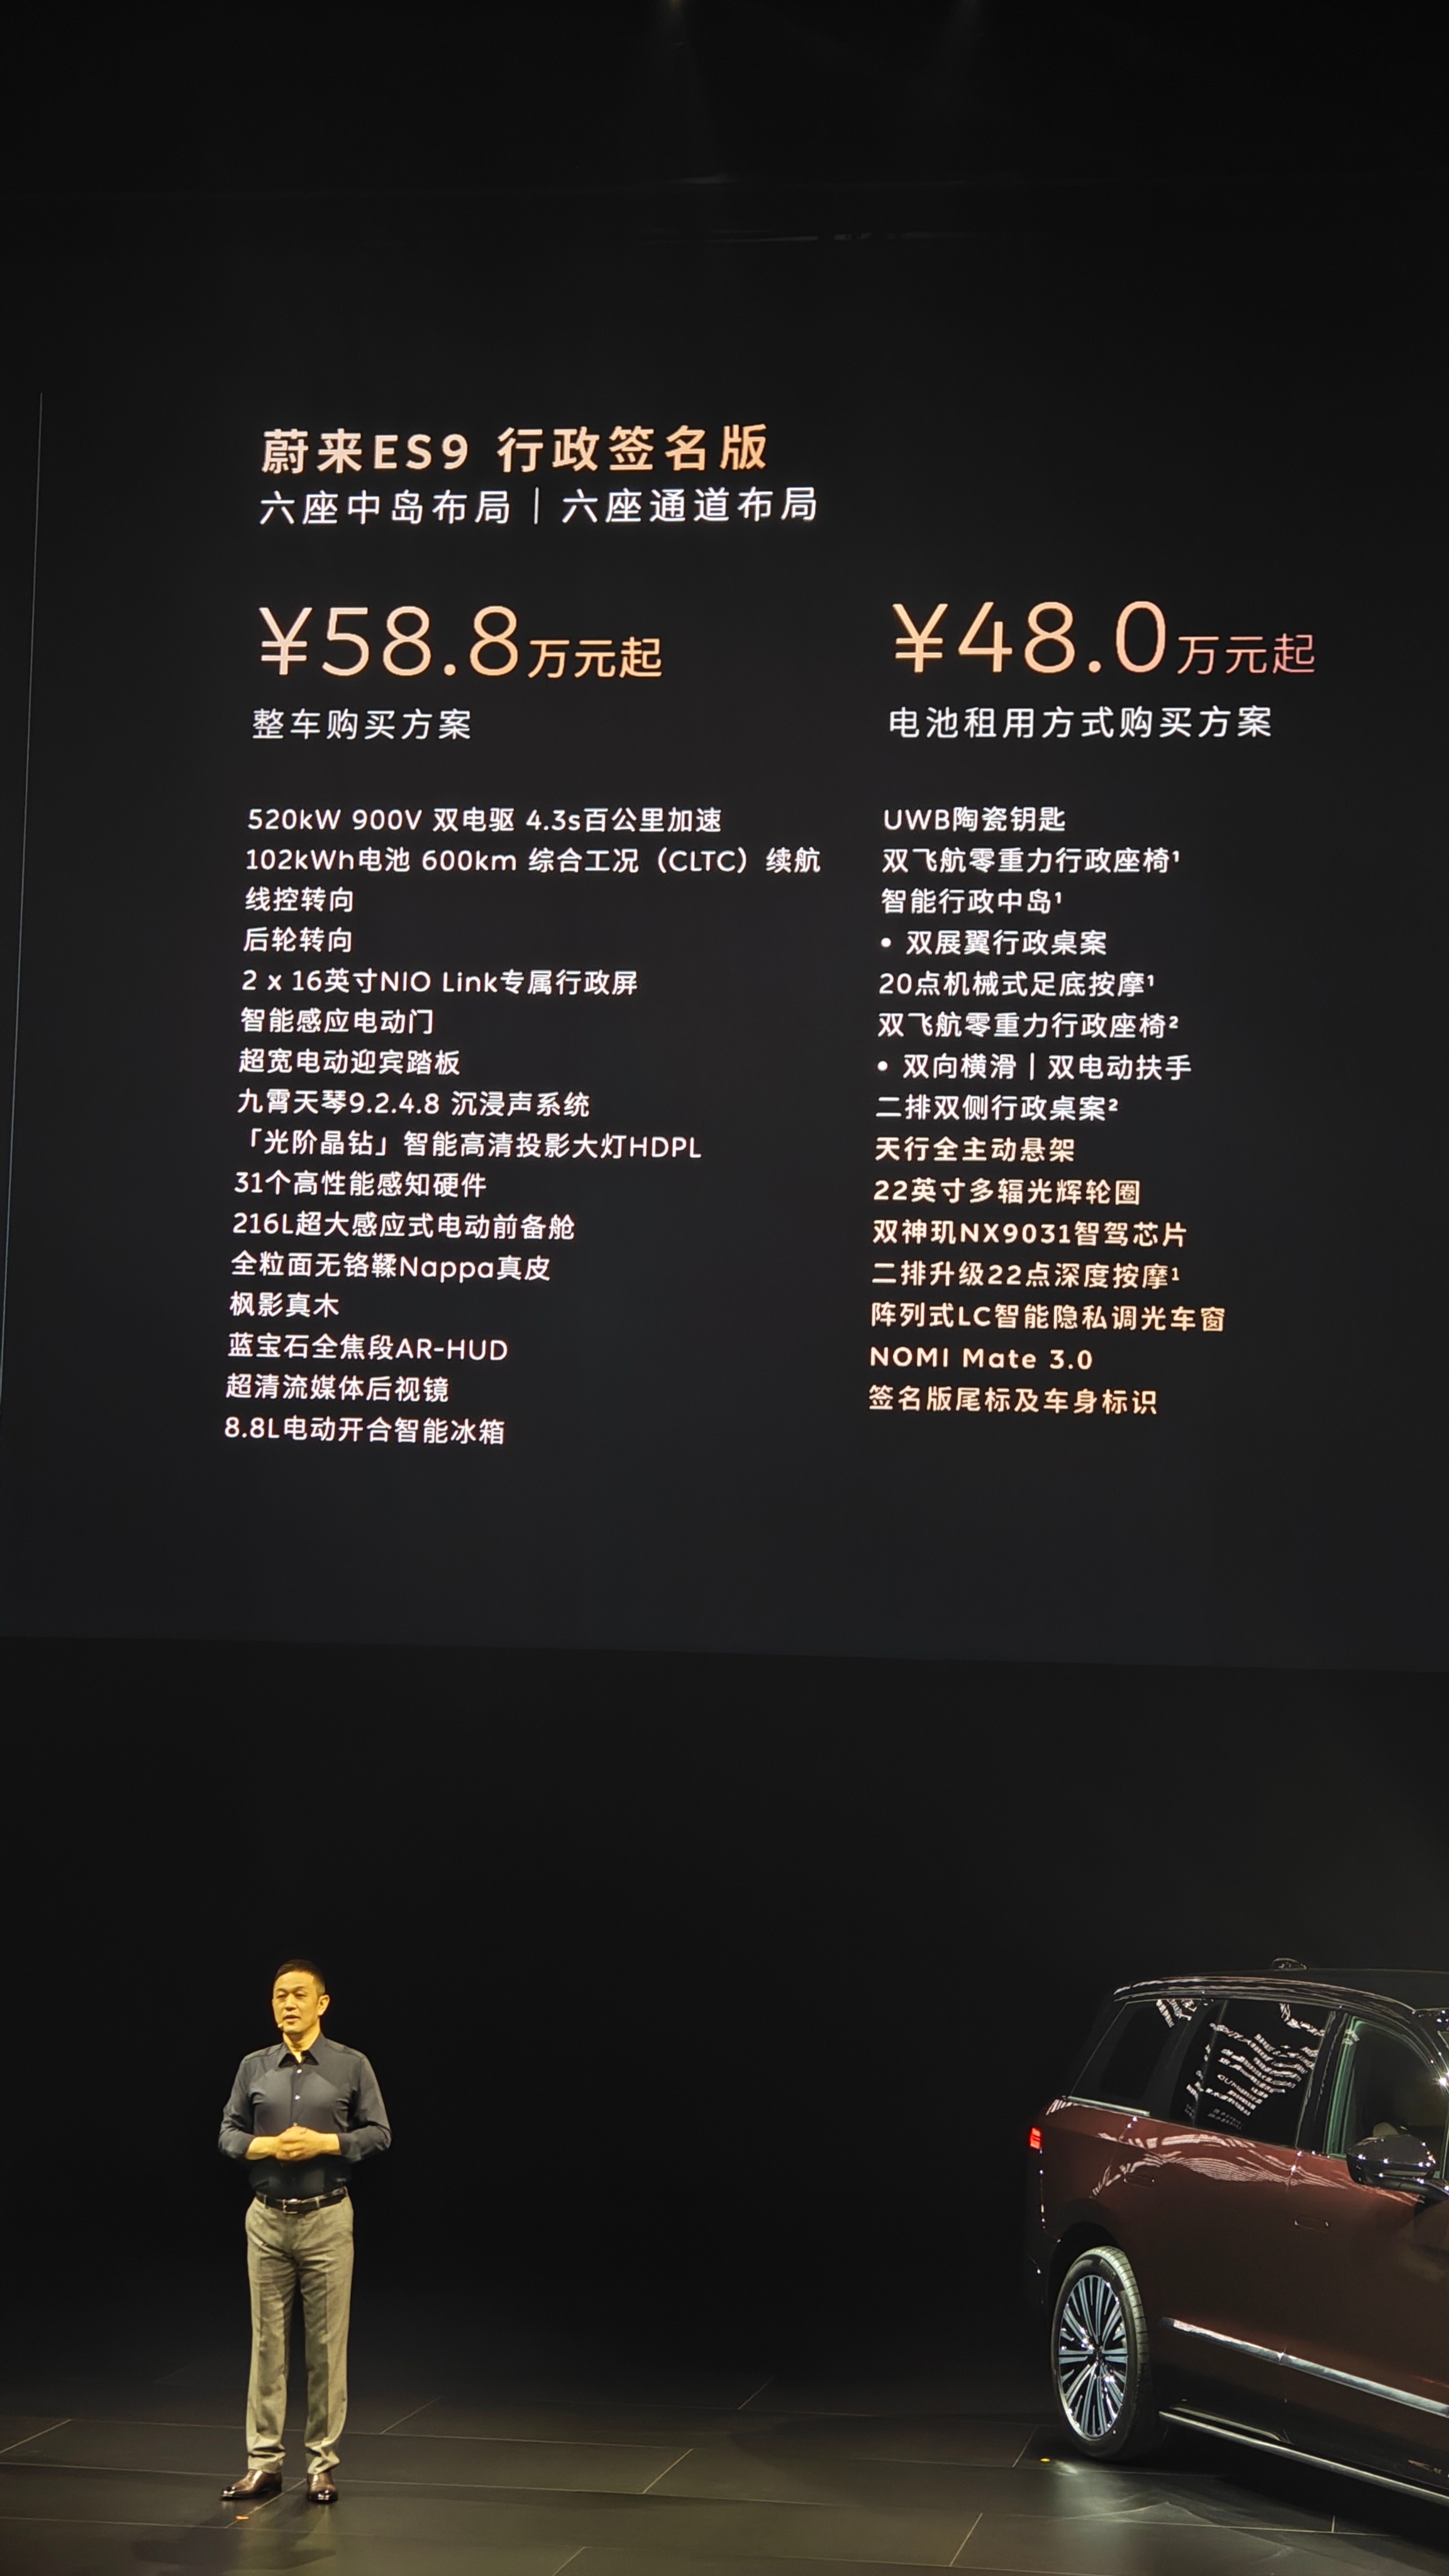 蔚来ES9 行政签名版
六座中岛布局｜六座通道布局
¥58.8万元起
整车购买方案
520kW 900V 双电驱 4.3s百公里加速
102kWh电池 600km 综合工况（CLTC）续航
线控转向
后轮转向
2 x 16英寸NIO Link专属行政屏
智能感应电动门
超宽电动迎宾踏板
九霄天琴9.2.4.8 沉浸声系统
「光阶晶钻」智能高清投影大灯HDPL
31个高性能感知硬件
216L超大感应式电动前备舱
全粒面无铬鞣Nappa真皮
枫影真木
蓝宝石全焦段AR-HUD
超清流媒体后视镜
8.8L电动开合智能冰箱
¥48.0万元起
电池租用方式购买方案
UWB陶瓷钥匙
双飞航零重力行政座椅¹
智能行政中岛¹
• 双展翼行政桌案
20点机械式足底按摩¹
双飞航零重力行政座椅²
• 双向横滑｜双电动扶手
二排双侧行政桌案²
天行全主动悬架
22英寸多辐光辉轮圈
双神玑NX9031智驾芯片
二排升级22点深度按摩¹
阵列式LC智能隐私调光车窗
NOMI Mate 3.0
签名版尾标及车身标识